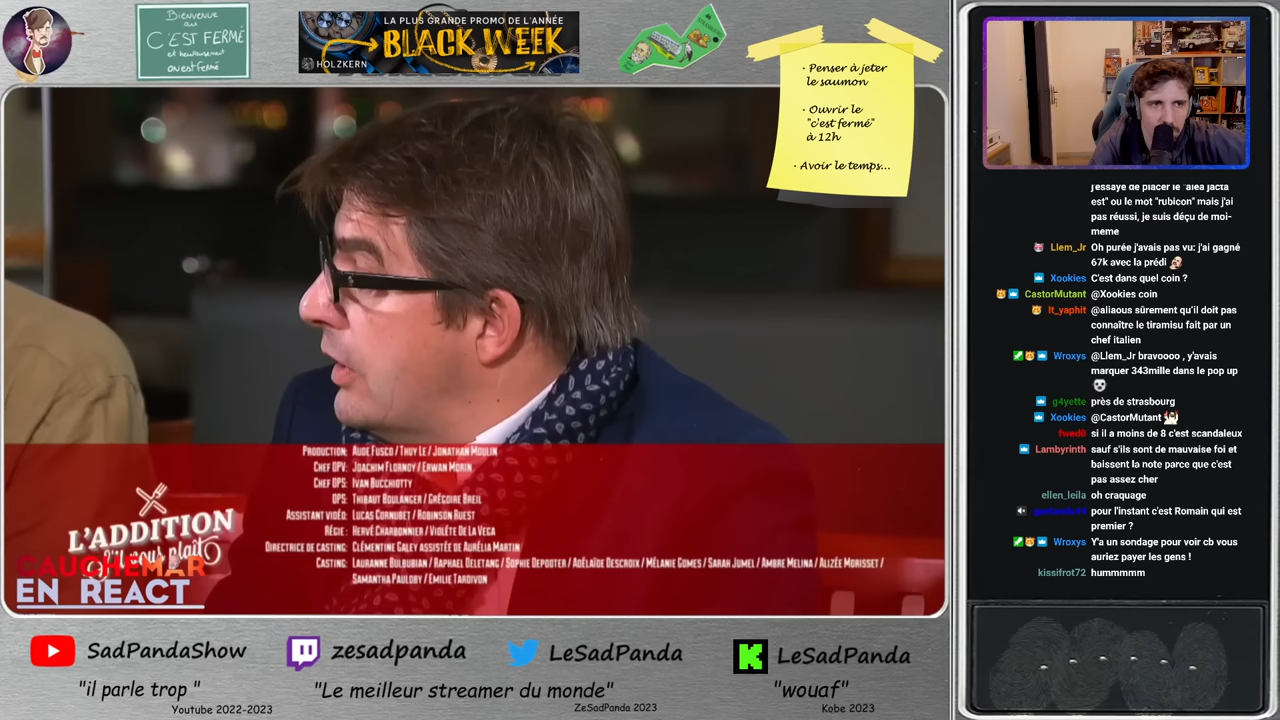 Bienvenue
au
C'EST FERMÉ
et heureusement
on est fermé
LA PLUS GRANDE PROMO DE L'ANNÉE
BLACK WEEK
HOLZKERN
· Penser à jeter
le saumon
· Ouvrir le
"c'est fermé"
à 12h
· Avoir le temps...
j'essaye de placer le "alea jacta
est" ou le mot "rubicon" mais j'ai
pas réussi, je suis déçu de moi-
meme
Llem_Jr Oh purée j'avais pas vu: j'ai gagné
67k avec la prédi
Xookies C'est dans quel coin ?
CastorMutant @Xookies coin
It_yaphit @aliaous sûrement qu'il doit pas
connaître le tiramisu fait par un
chef italien
Wroxys @Llem_Jr bravoooo , y'avais
marquer 343mille dans le pop up
g4yette près de strasbourg
Xookies @CastorMutant
fwed0 si il a moins de 8 c'est scandaleux
Lambyrinth sauf s'ils sont de mauvaise foi et
baissent la note parce que c'est
pas assez cher
ellen_leila oh craquage
pour l'instant c'est Romain qui est
premier ?
Wroxys Y'a un sondage pour voir cb vous
auriez payer les gens !
kissifrot72 hummmmm
PRODUCTION: AUDE FUSCO / THUY LE / JONATHAN MOULIN
CHEF OPV: JOACHIM FLORNOY / ERWAN MORIN
CHEF OPS: IVAN BUCCHIOTTY
OPS: THIBAUT BOULANGER / GRÉGOIRE BREIL
ASSISTANT VIDÉO: LUCAS CORNUBET / ROBINSON RUEST
RÉGIE: HERVÉ CHARBONNIER / VIOLÈTE DE LA VEGA
DIRECTRICE DE CASTING: CLÉMENTINE GALEY ASSISTÉE DE AURÉLIA MARTIN
CASTING: LAURANNE BULBUBIAN / RAPHAEL DELETANG / SOPHIE DEPOOTER / ADÉLAÏDE DESCROIX / MÉLANIE GOMES / SARAH JUMEL / AMBRE MELINA / ALIZÉE MORISSET /
SAMANTHA PAULOBY / EMILIE TARDIVON
L'ADDITION
s'il vous plaît
CAUCHEMAR
EN REACT
SadPandaShow
zesadpanda
LeSadPanda
LeSadPanda
"il parle trop "
Youtube 2022-2023
"Le meilleur streamer du monde"
ZeSadPanda 2023
"wouaf"
Kobe 2023